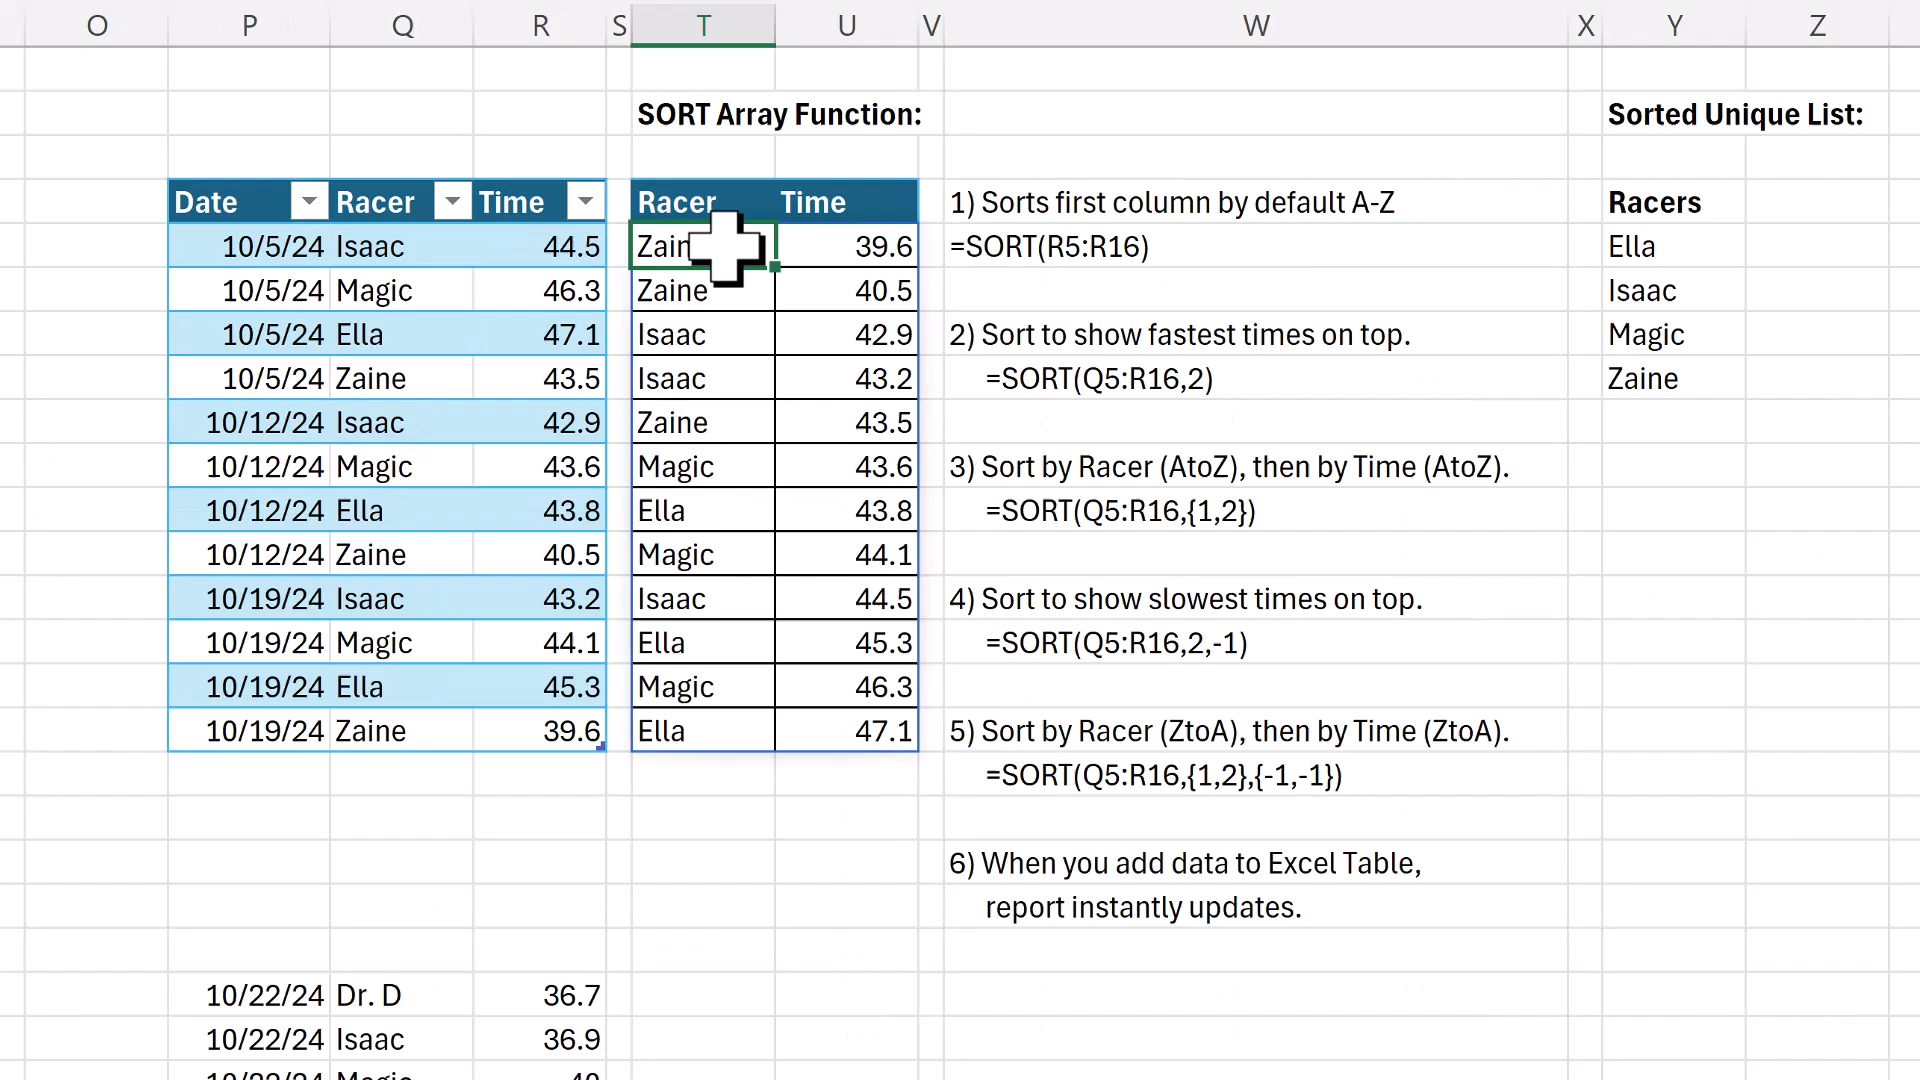 O P Q R S T U V W X Y Z
SORT Array Function: Sorted Unique List:
Date Racer Time Racer Time 1) Sorts first column by default A-Z Racers
10/5/24 Isaac 44.5 Zain 39.6 =SORT(R5:R16) Ella
10/5/24 Magic 46.3 Zaine 40.5 Isaac
10/5/24 Ella 47.1 Isaac 42.9 2) Sort to show fastest times on top. Magic
10/5/24 Zaine 43.5 Isaac 43.2 =SORT(Q5:R16,2) Zaine
10/12/24 Isaac 42.9 Zaine 43.5
10/12/24 Magic 43.6 Magic 43.6 3) Sort by Racer (AtoZ), then by Time (AtoZ).
10/12/24 Ella 43.8 Ella 43.8 =SORT(Q5:R16,{1,2})
10/12/24 Zaine 40.5 Magic 44.1
10/19/24 Isaac 43.2 Isaac 44.5 4) Sort to show slowest times on top.
10/19/24 Magic 44.1 Ella 45.3 =SORT(Q5:R16,2,-1)
10/19/24 Ella 45.3 Magic 46.3
10/19/24 Zaine 39.6 Ella 47.1 5) Sort by Racer (ZtoA), then by Time (ZtoA).
=SORT(Q5:R16,{1,2},{-1,-1})
6) When you add data to Excel Table,
report instantly updates.
10/22/24 Dr. D 36.7
10/22/24 Isaac 36.9